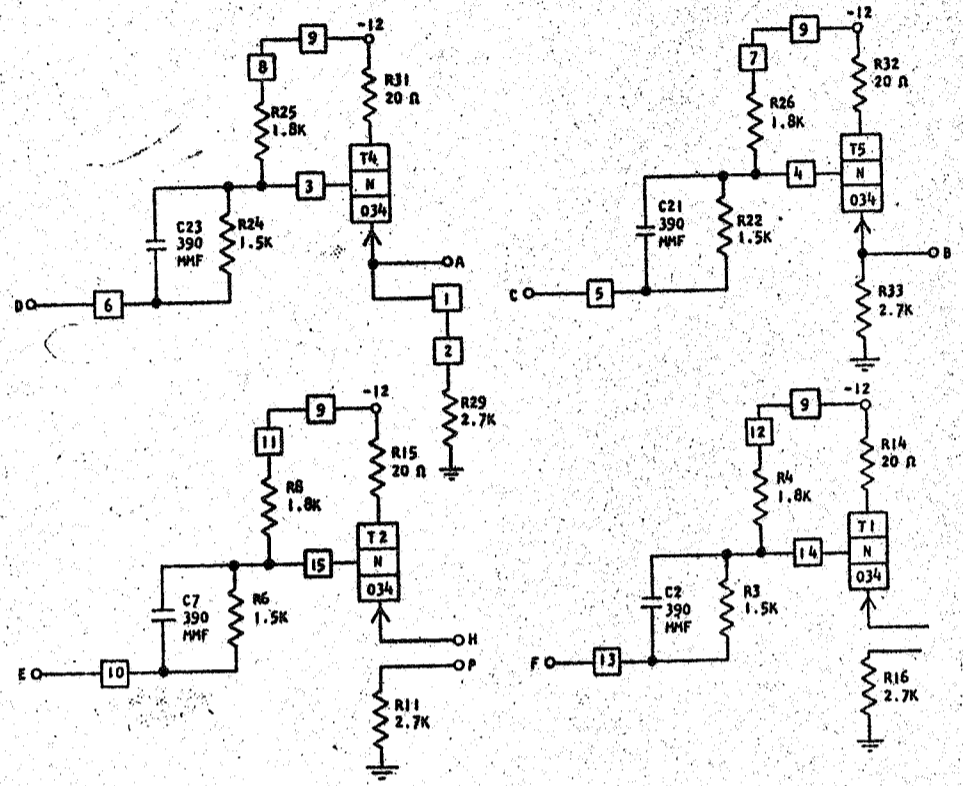 -12
9
8
R31
20 Ω
R25
1.8K
T4
N
034
3
C23
390
MMF
R24
1.5K
D
6
A
1
2
R29
2.7K
-12
9
7
R32
20 Ω
R26
1.8K
T5
N
034
4
C21
390
MMF
R22
1.5K
C
5
B
R33
2.7K
-12
9
11
R15
20 Ω
R8
1.8K
T2
N
034
15
C7
390
MMF
R6
1.5K
E
10
H
P
R11
2.7K
-12
9
12
R14
20 Ω
R4
1.8K
T1
N
034
14
C2
390
MMF
R3
1.5K
F
13
R16
2.7K